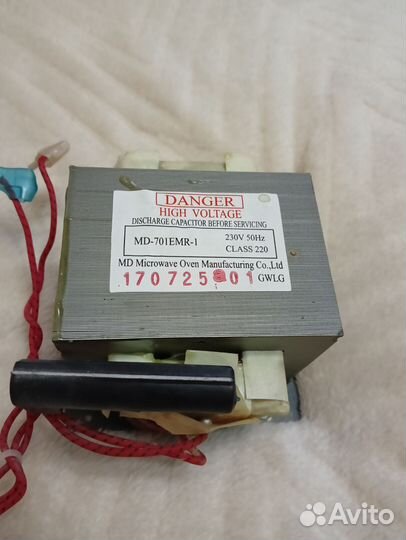 DANGER
HIGH VOLTAGE
DISCHARGE CAPACITOR BEFORE SERVICING
MD-701EMR-1
230V 50Hz
CLASS 220
MD Microwave Oven Manufacturing Co.,Ltd
170725801 GWLG
Avito